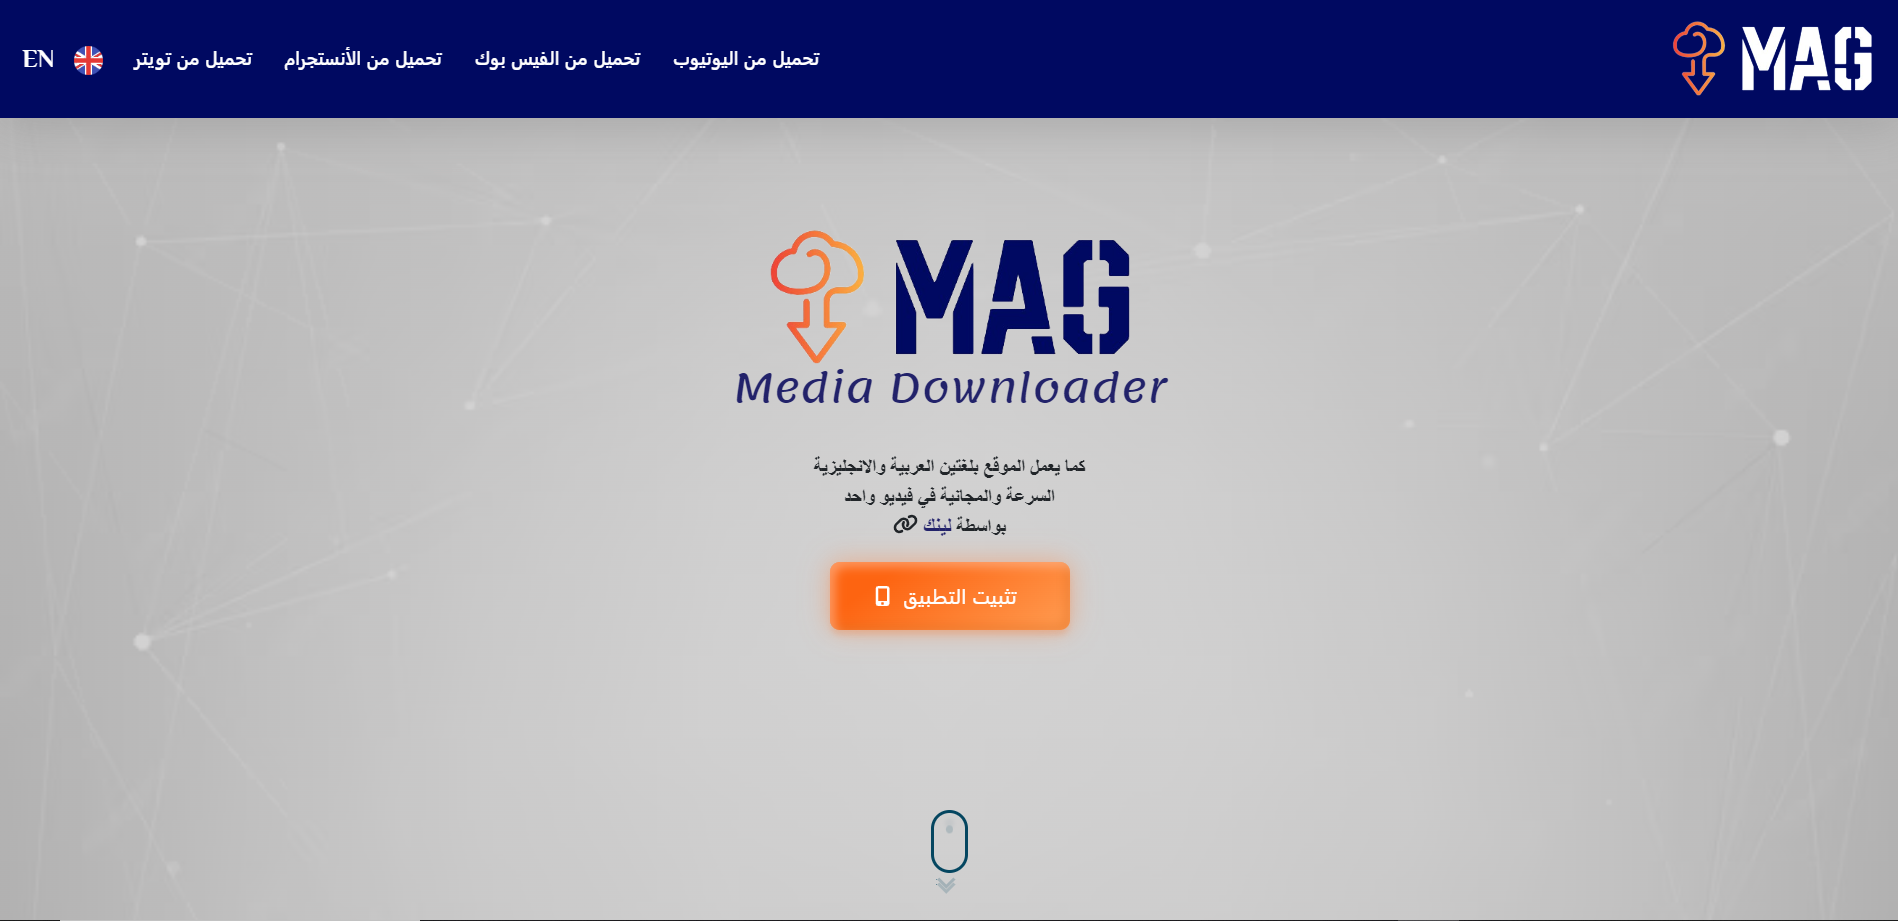 MAG
تحميل من اليوتيوب
تحميل من الفيس بوك
تحميل من الأنستجرام
تحميل من تويتر
EN
MAG
Media Downloader
كما يعمل الموقع بلغتين العربية والانجليزية
السرعة والمجانية في فيديو واحد
بواسطة لينك
تثبيت التطبيق